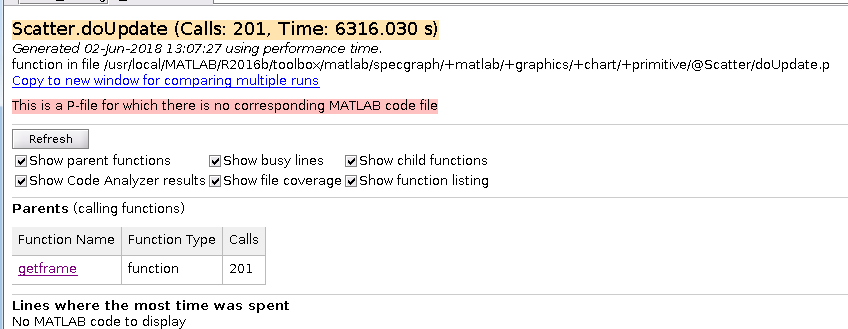 Scatter.doUpdate (Calls: 201, Time: 6316.030 s)
Generated 02-Jun-2018 13:07:27 using performance time.
function in file /usr/local/MATLAB/R2016b/toolbox/matlab/specgraph/+matlab/+graphics/+chart/+primitive/@Scatter/doUpdate.p
Copy to new window for comparing multiple runs
This is a P-file for which there is no corresponding MATLAB code file
Refresh
Show parent functions Show busy lines Show child functions
Show Code Analyzer results Show file coverage Show function listing
Parents (calling functions)
Function Name Function Type Calls
getframe function 201
Lines where the most time was spent
No MATLAB code to display